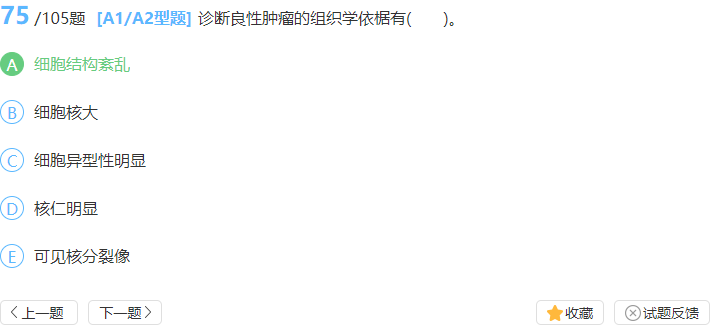 75 /105题 [A1/A2型题] 诊断良性肿瘤的组织学依椐有(  )。
A 细胞结构紊乱
B 细胞核大
C 细胞异型性明显
D 核仁明显
E 可见核分裂像
上一题 下一题 收藏 试题反馈